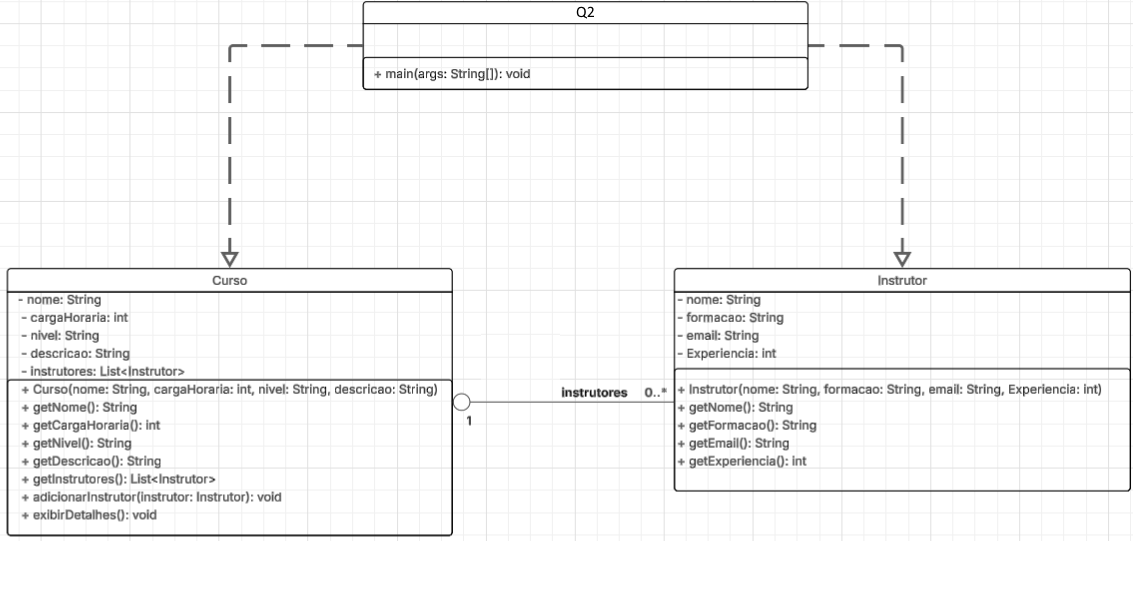 Q2
+ main(args: String[]): void
Curso
- nome: String
- cargaHoraria: int
- nivel: String
- descricao: String
- instrutores: List<Instrutor>
+ Curso(nome: String, cargaHoraria: int, nivel: String, descricao: String)
+ getNome(): String
+ getCargaHoraria(): int
+ getNivel(): String
+ getDescricao(): String
+ getInstrutores(): List<Instrutor>
+ adicionarInstrutor(instrutor: Instrutor): void
+ exibirDetalhes(): void
instrutores 0..*
1
Instrutor
- nome: String
- formacao: String
- email: String
- Experiencia: int
+ Instrutor(nome: String, formacao: String, email: String, Experiencia: int)
+ getNome(): String
+ getFormacao(): String
+ getEmail(): String
+ getExperiencia(): int